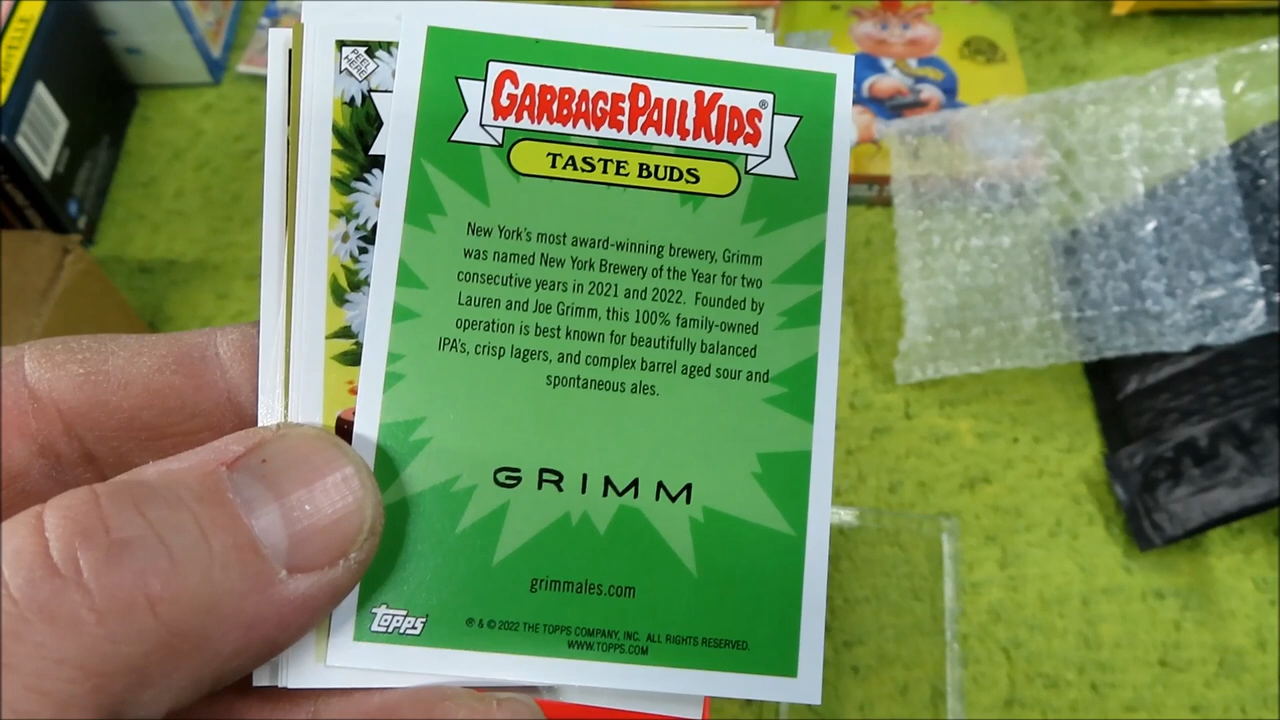 PEEL
HERE
GARBAGE PAIL KIDS®
TASTE BUDS
New York's most award-winning brewery, Grimm
was named New York Brewery of the Year for two
consecutive years in 2021 and 2022. Founded by
Lauren and Joe Grimm, this 100% family-owned
operation is best known for beautifully balanced
IPA's, crisp lagers, and complex barrel aged sour and
spontaneous ales.
GRIMM
grimmales.com
topps
® & © 2022 THE TOPPS COMPANY, INC. ALL RIGHTS RESERVED.
WWW.TOPPS.COM